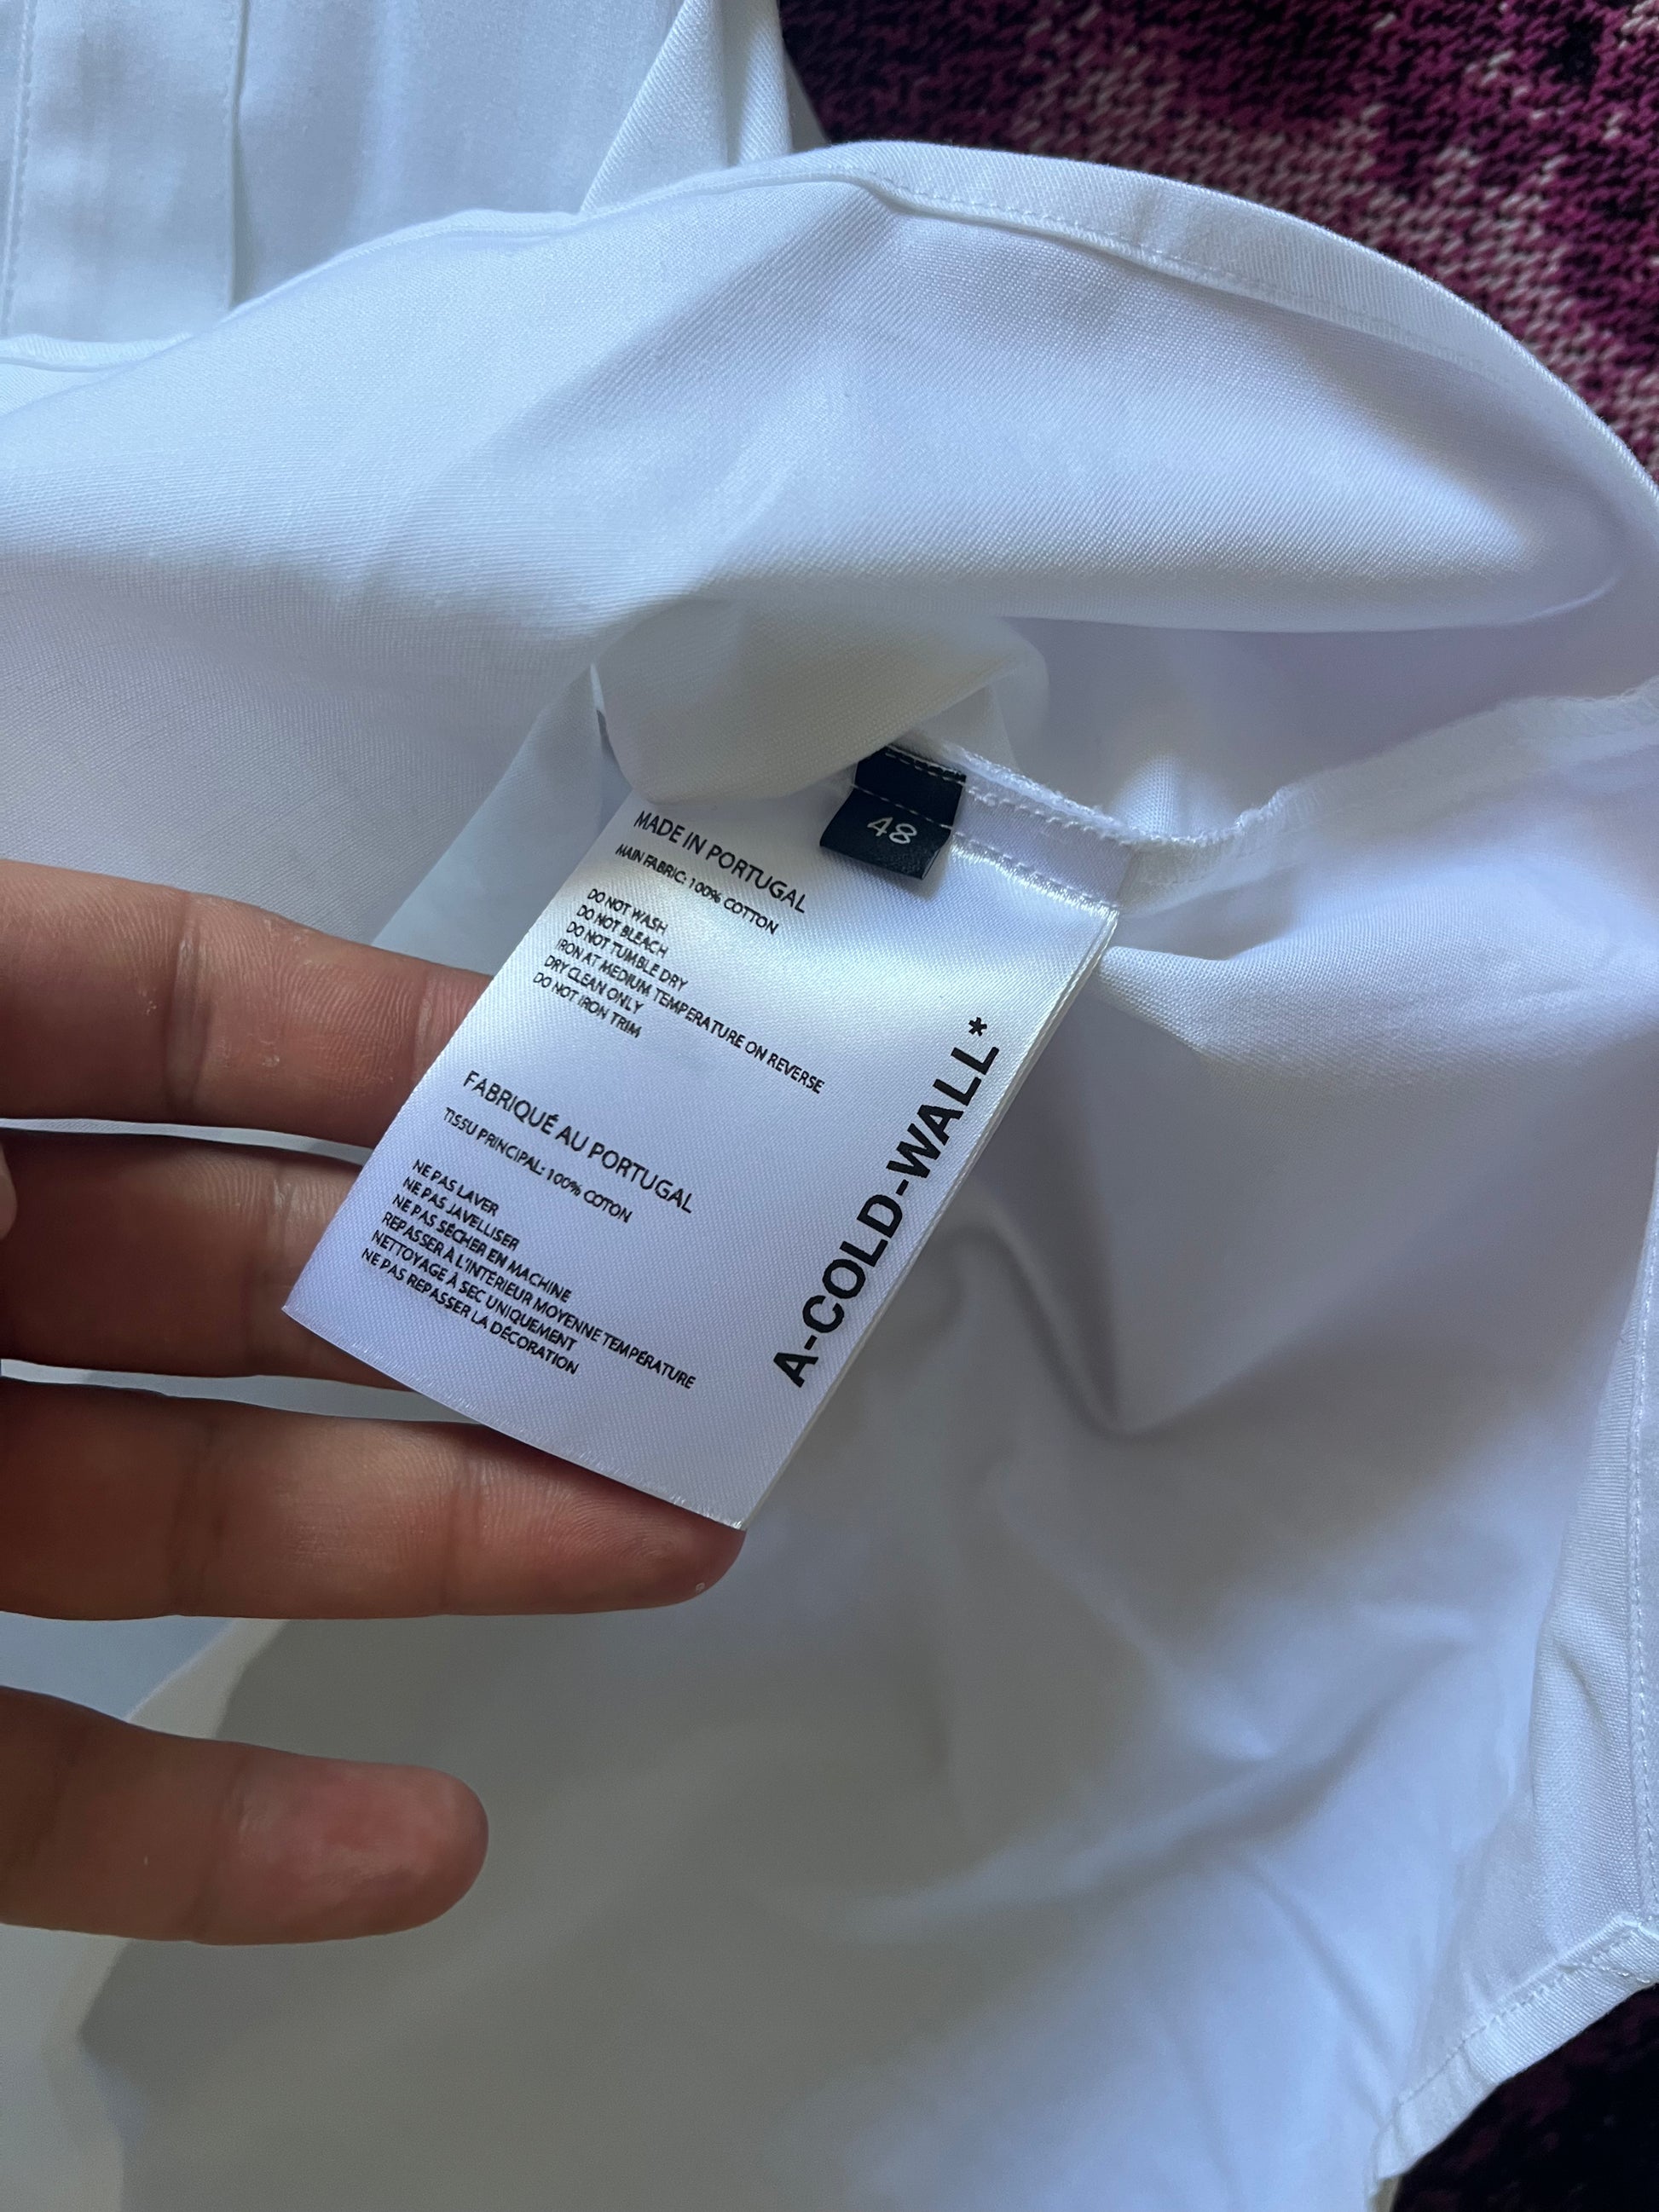 48
MADE IN PORTUGAL
MAIN FABRIC: 100% COTTON
DO NOT WASH
DO NOT BLEACH
DO NOT TUMBLE DRY
IRON AT MEDIUM TEMPERATURE ON REVERSE
DRY CLEAN ONLY
DO NOT IRON TRIM
FABRIQUÉ AU PORTUGAL
TISSU PRINCIPAL: 100% COTON
NE PAS LAVER
NE PAS JAVELLISER
NE PAS SÉCHER EN MACHINE
REPASSER À L'INTÉRIEUR MOYENNE TEMPÉRATURE
NETTOYAGE À SEC UNIQUEMENT
NE PAS REPASSER LA DÉCORATION
A-COLD-WALL*